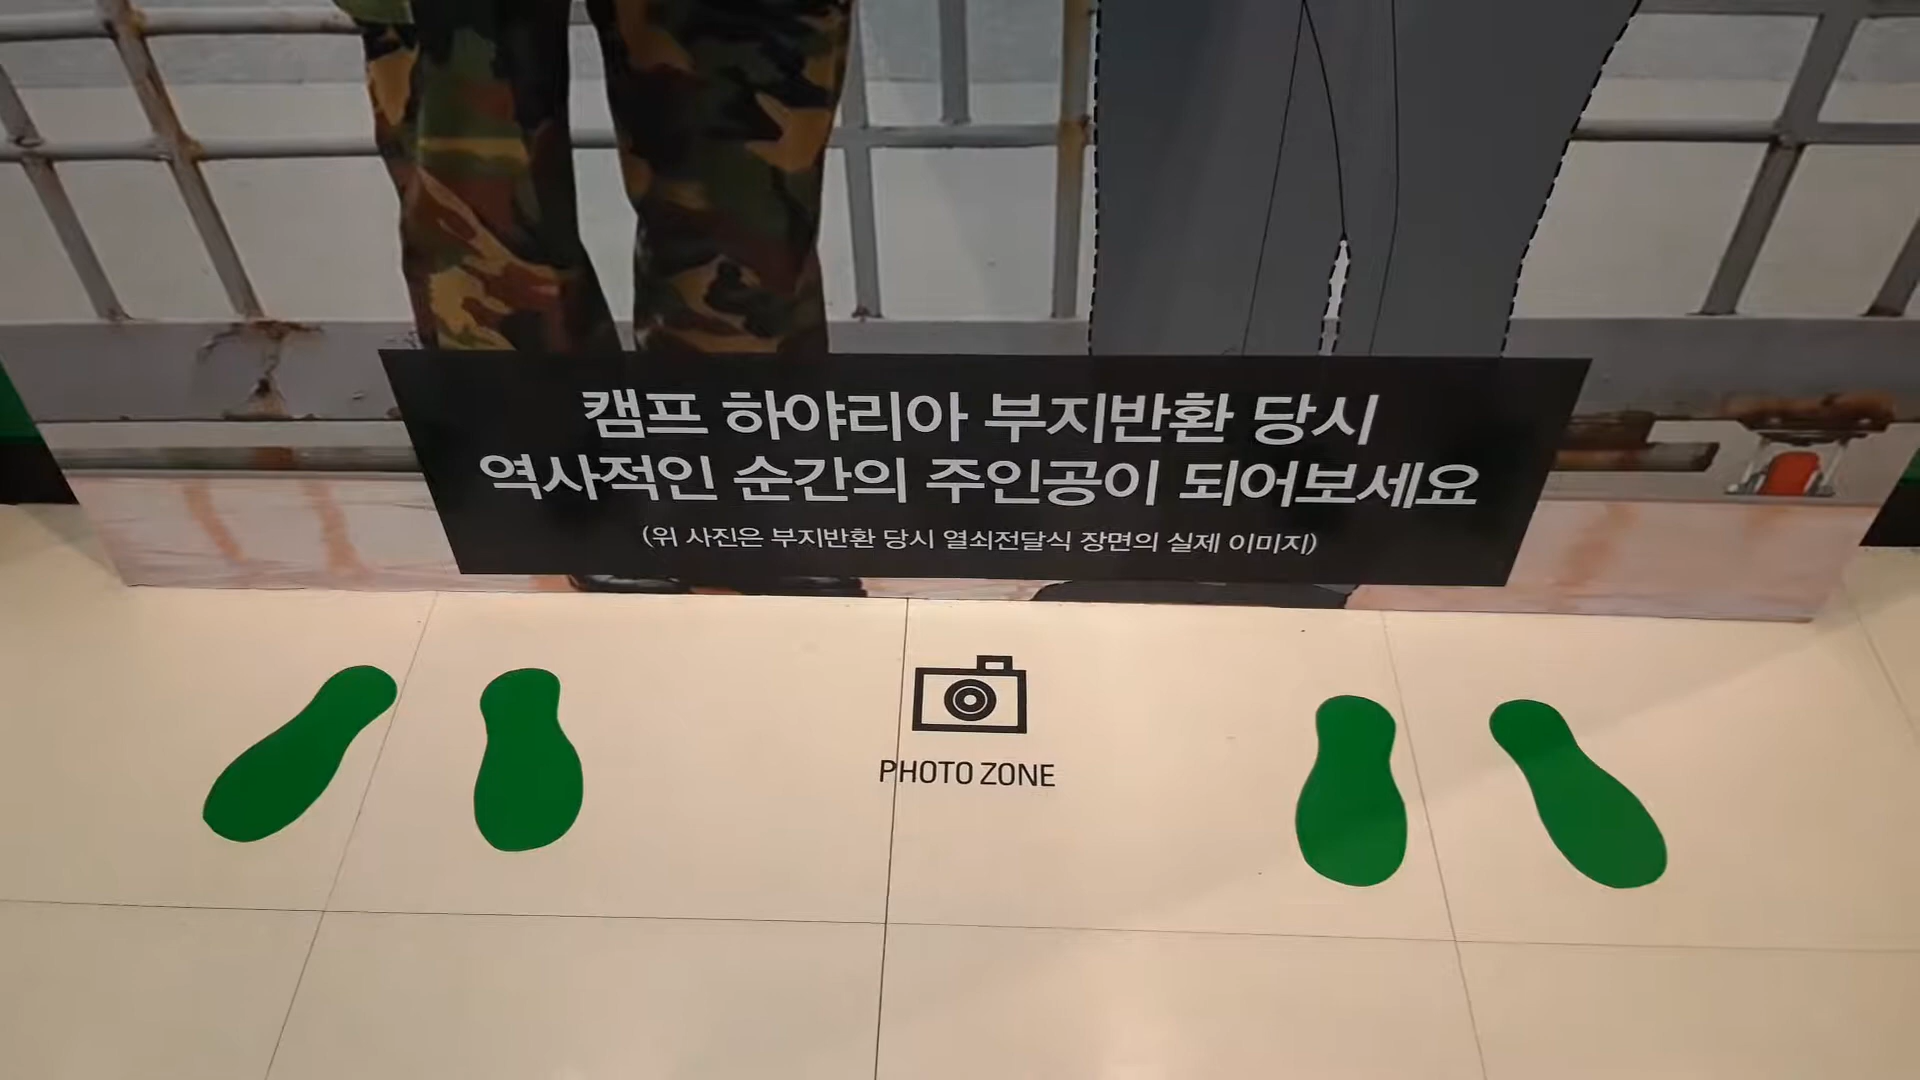 캠프 하야리아 부지반환 당시
역사적인 순간의 주인공이 되어보세요
(위 사진은 부지반환 당시 열쇠전달식 장면의 실제 이미지)
PHOTO ZONE